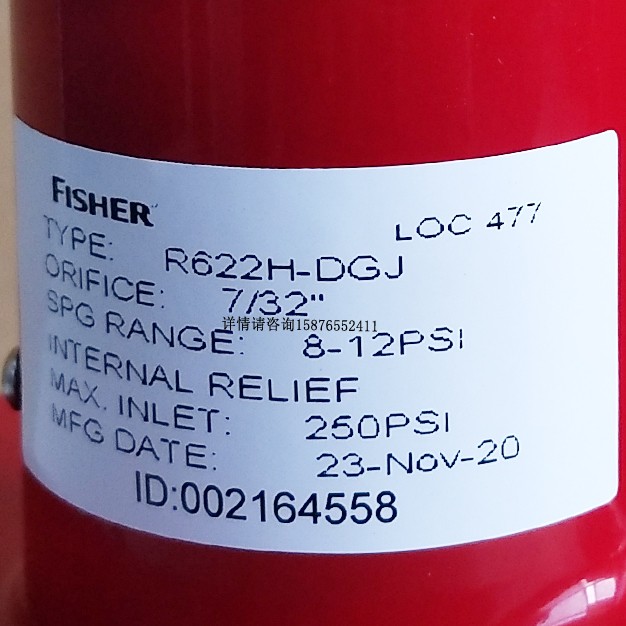 FISHER
LOC 477
TYPE: R622H-DGJ
ORIFICE: 7/32"
详情请咨询15876552411
SPG RANGE: 8-12PSI
INTERNAL RELIEF
MAX. INLET: 250PSI
MFG DATE: 23-Nov-20
ID:002164558